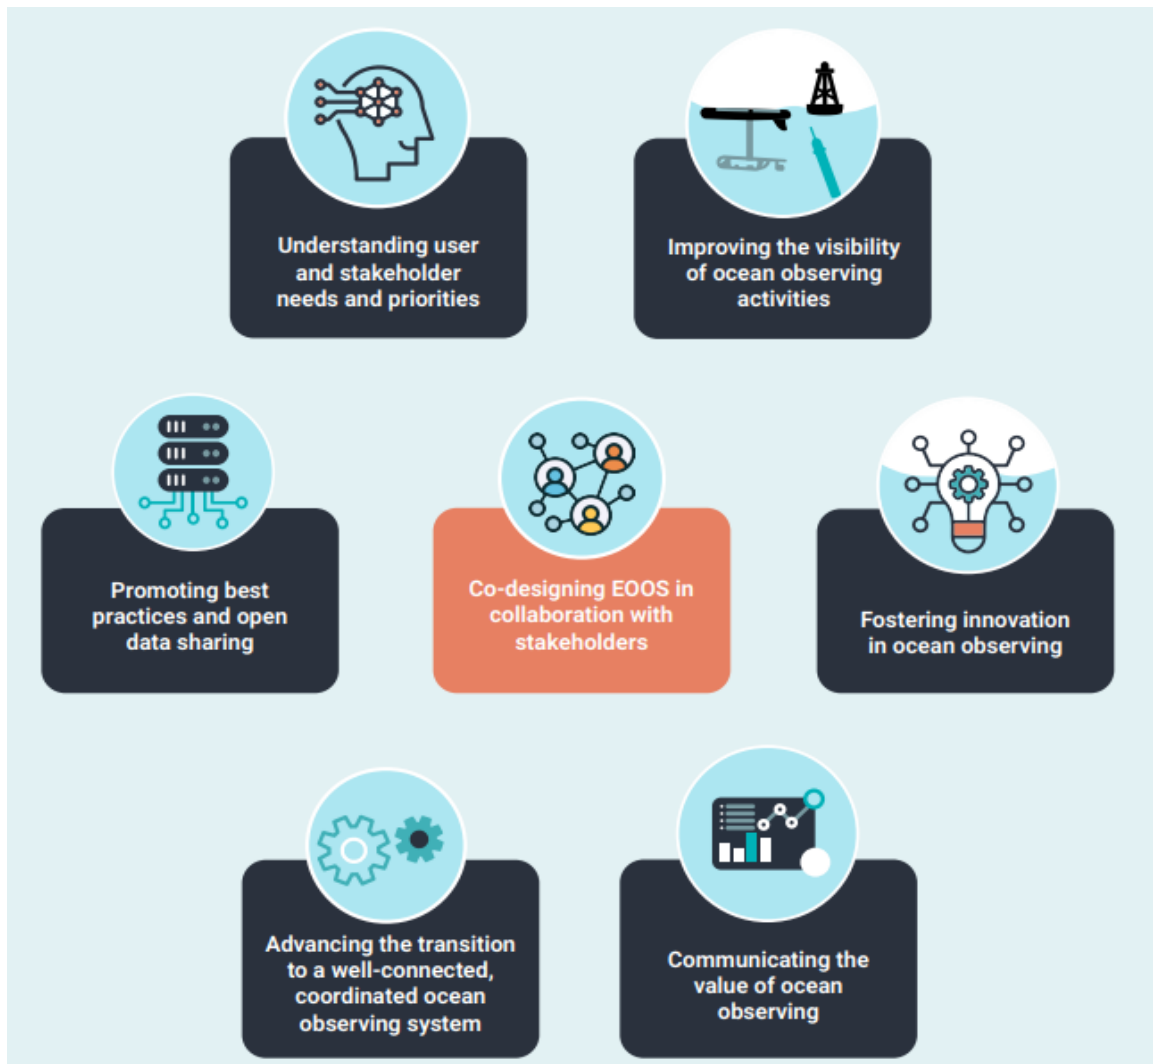 Understanding user
and stakeholder
needs and priorities
Improving the visibility
of ocean observing
activities
Promoting best
practices and open
data sharing
Co-designing EOOS in
collaboration with
stakeholders
Fostering innovation
in ocean observing
Advancing the transition
to a well-connected,
coordinated ocean
observing system
Communicating the
value of ocean
observing